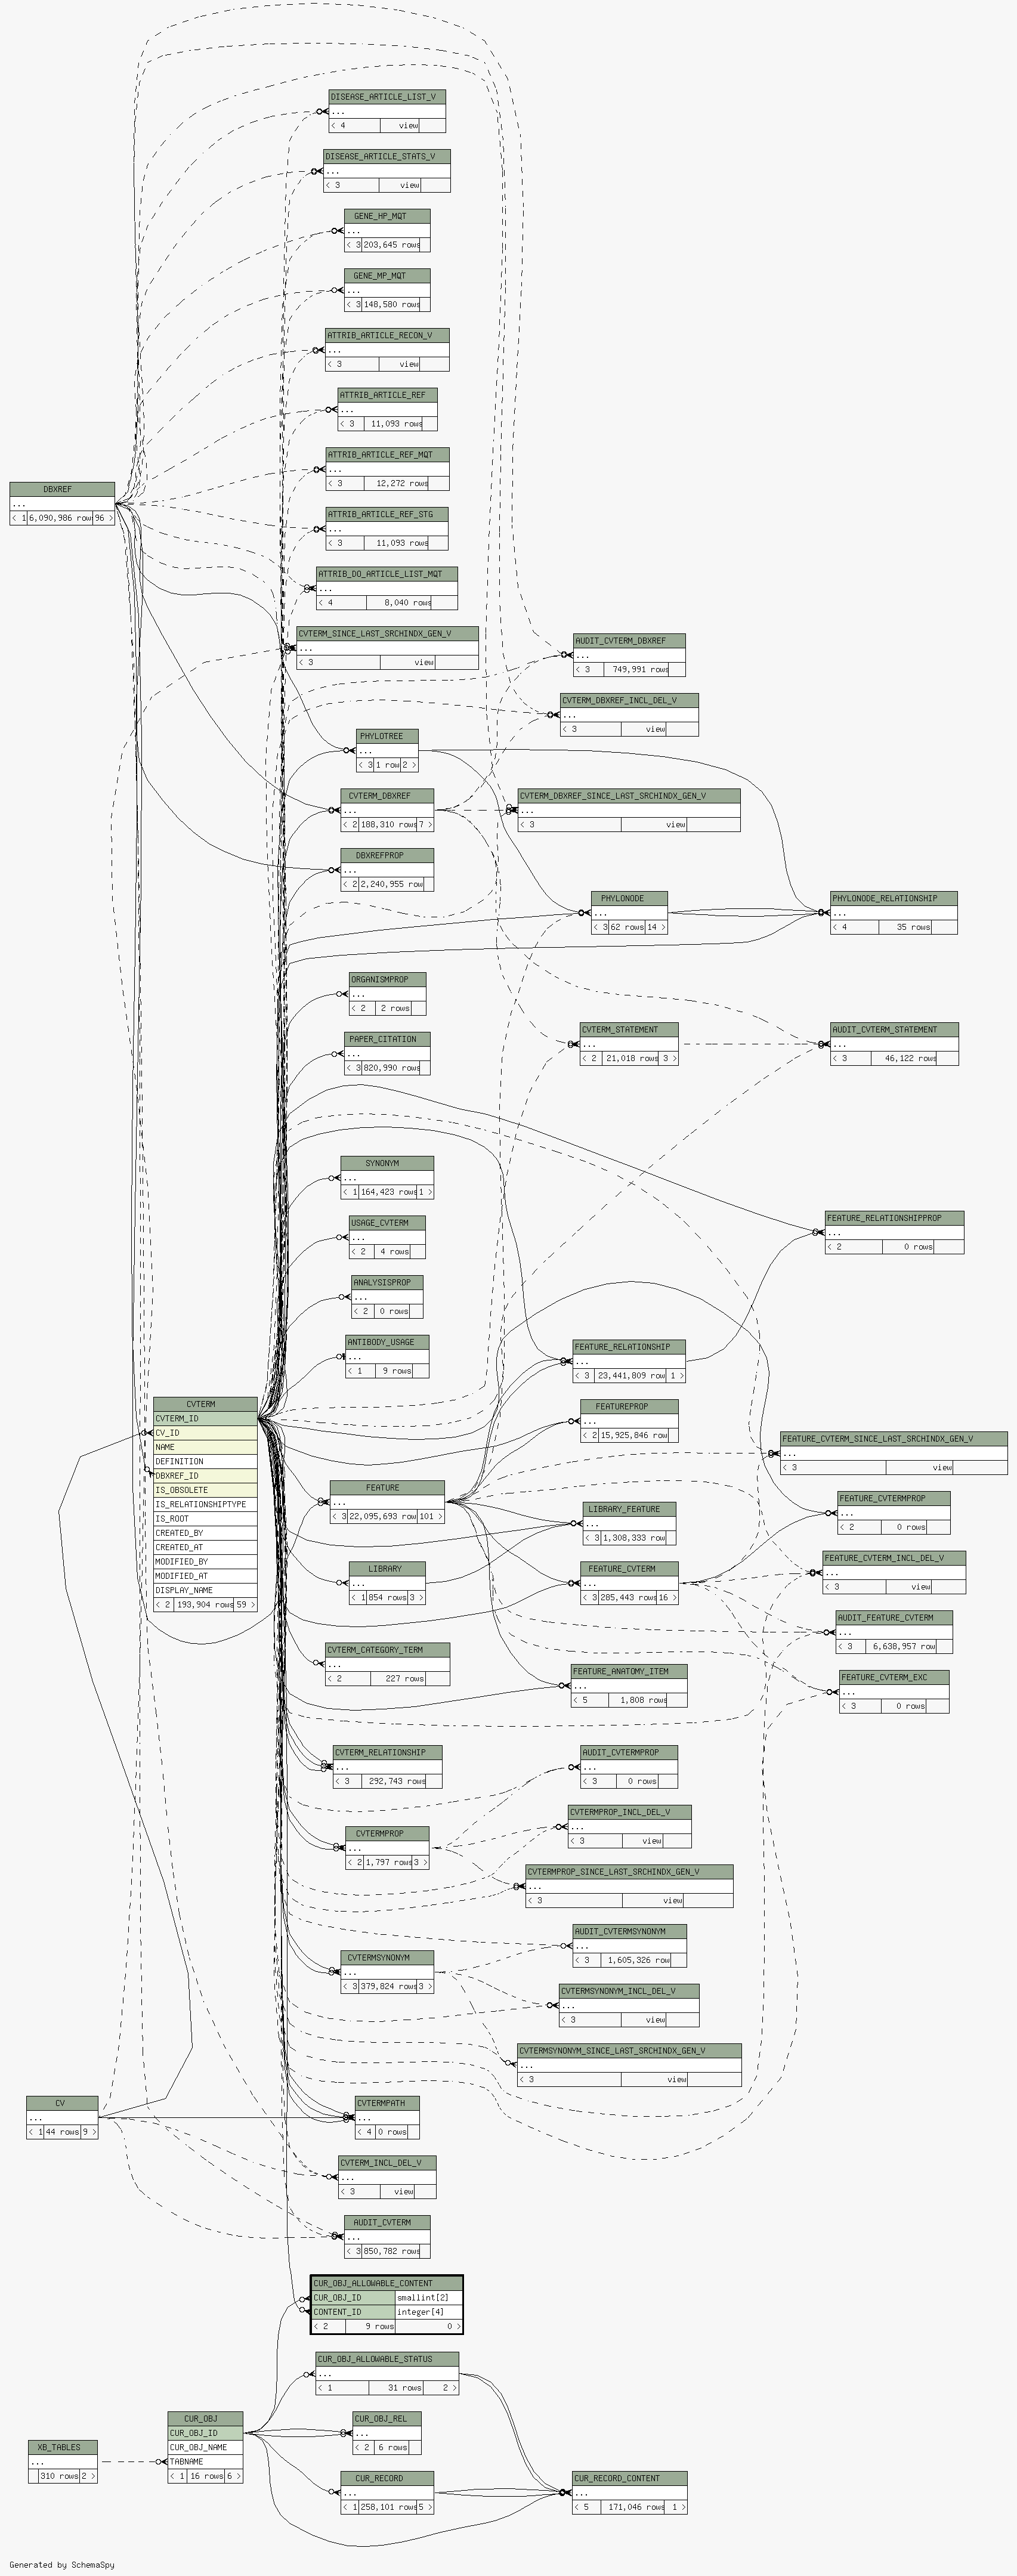 DISEASE_ARTICLE_LIST_V
...
< 4 view
DISEASE_ARTICLE_STATS_V
...
< 3 view
GENE_HP_MQT
...
< 3 203,645 rows
GENE_MP_MQT
...
< 3 148,580 rows
ATTRIB_ARTICLE_RECON_V
...
< 3 view
ATTRIB_ARTICLE_REF
...
< 3 11,093 rows
ATTRIB_ARTICLE_REF_MQT
...
< 3 12,272 rows
DBXREF
...
< 1 6,090,986 row 96 >
ATTRIB_ARTICLE_REF_STG
...
< 3 11,093 rows
ATTRIB_DO_ARTICLE_LIST_MQT
...
< 4 8,040 rows
CVTERM_SINCE_LAST_SRCHINDX_GEN_V
...
< 3 view
AUDIT_CVTERM_DBXREF
...
< 3 749,991 rows
CVTERM_DBXREF_INCL_DEL_V
...
< 3 view
PHYLOTREE
...
< 3 1 row 2 >
CVTERM_DBXREF
...
< 2 188,310 rows 7 >
CVTERM_DBXREF_SINCE_LAST_SRCHINDX_GEN_V
...
< 3 view
DBXREFPROP
...
< 2 2,240,955 row
PHYLONODE
...
< 3 62 rows 14 >
PHYLONODE_RELATIONSHIP
...
< 4 35 rows
ORGANISMPROP
...
< 2 2 rows
PAPER_CITATION
...
< 3 820,990 rows
CVTERM_STATEMENT
...
< 2 21,018 rows 3 >
AUDIT_CVTERM_STATEMENT
...
< 3 46,122 rows
SYNONYM
...
< 1 164,423 rows 1 >
USAGE_CVTERM
...
< 2 4 rows
FEATURE_RELATIONSHIPPROP
...
< 2 0 rows
ANALYSISPROP
...
< 2 0 rows
ANTIBODY_USAGE
...
< 1 9 rows
FEATURE_RELATIONSHIP
...
< 3 23,441,809 row 1 >
CVTERM
CVTERM_ID
CV_ID
NAME
DEFINITION
DBXREF_ID
IS_OBSOLETE
IS_RELATIONSHIPTYPE
IS_ROOT
CREATED_BY
CREATED_AT
MODIFIED_BY
MODIFIED_AT
DISPLAY_NAME
< 2 193,904 rows 59 >
FEATUREPROP
...
< 2 15,925,846 row
FEATURE_CVTERM_SINCE_LAST_SRCHINDX_GEN_V
...
< 3 view
FEATURE
...
< 3 22,095,693 row 101 >
FEATURE_CVTERMPROP
...
< 2 0 rows
LIBRARY_FEATURE
...
< 3 1,308,333 row
LIBRARY
...
< 1 854 rows 3 >
FEATURE_CVTERM
...
< 3 285,443 rows 16 >
FEATURE_CVTERM_INCL_DEL_V
...
< 3 view
AUDIT_FEATURE_CVTERM
...
< 3 6,638,957 row
CVTERM_CATEGORY_TERM
...
< 2 227 rows
FEATURE_ANATOMY_ITEM
...
< 5 1,808 rows
FEATURE_CVTERM_EXC
...
< 3 0 rows
CVTERM_RELATIONSHIP
...
< 3 292,743 rows
AUDIT_CVTERMPROP
...
< 3 0 rows
CVTERMPROP
...
< 2 1,797 rows 3 >
CVTERMPROP_INCL_DEL_V
...
< 3 view
CVTERMPROP_SINCE_LAST_SRCHINDX_GEN_V
...
< 3 view
AUDIT_CVTERMSYNONYM
...
< 3 1,605,326 row
CVTERMSYNONYM
...
< 3 379,824 rows 3 >
CVTERMSYNONYM_INCL_DEL_V
...
< 3 view
CVTERMSYNONYM_SINCE_LAST_SRCHINDX_GEN_V
...
< 3 view
CV
...
< 1 44 rows 9 >
CVTERMPATH
...
< 4 0 rows
CVTERM_INCL_DEL_V
...
< 3 view
AUDIT_CVTERM
...
< 3 850,782 rows
CUR_OBJ_ALLOWABLE_CONTENT
CUR_OBJ_ID smallint[2]
CONTENT_ID integer[4]
< 2 9 rows 0 >
CUR_OBJ_ALLOWABLE_STATUS
...
< 1 31 rows 2 >
CUR_OBJ
CUR_OBJ_ID
CUR_OBJ_NAME
TABNAME
< 1 16 rows 6 >
CUR_OBJ_REL
...
< 2 6 rows
XB_TABLES
...
310 rows 2 >
CUR_RECORD
...
< 1 258,101 rows 5 >
CUR_RECORD_CONTENT
...
< 5 171,046 rows 1 >
Generated by SchemaSpy